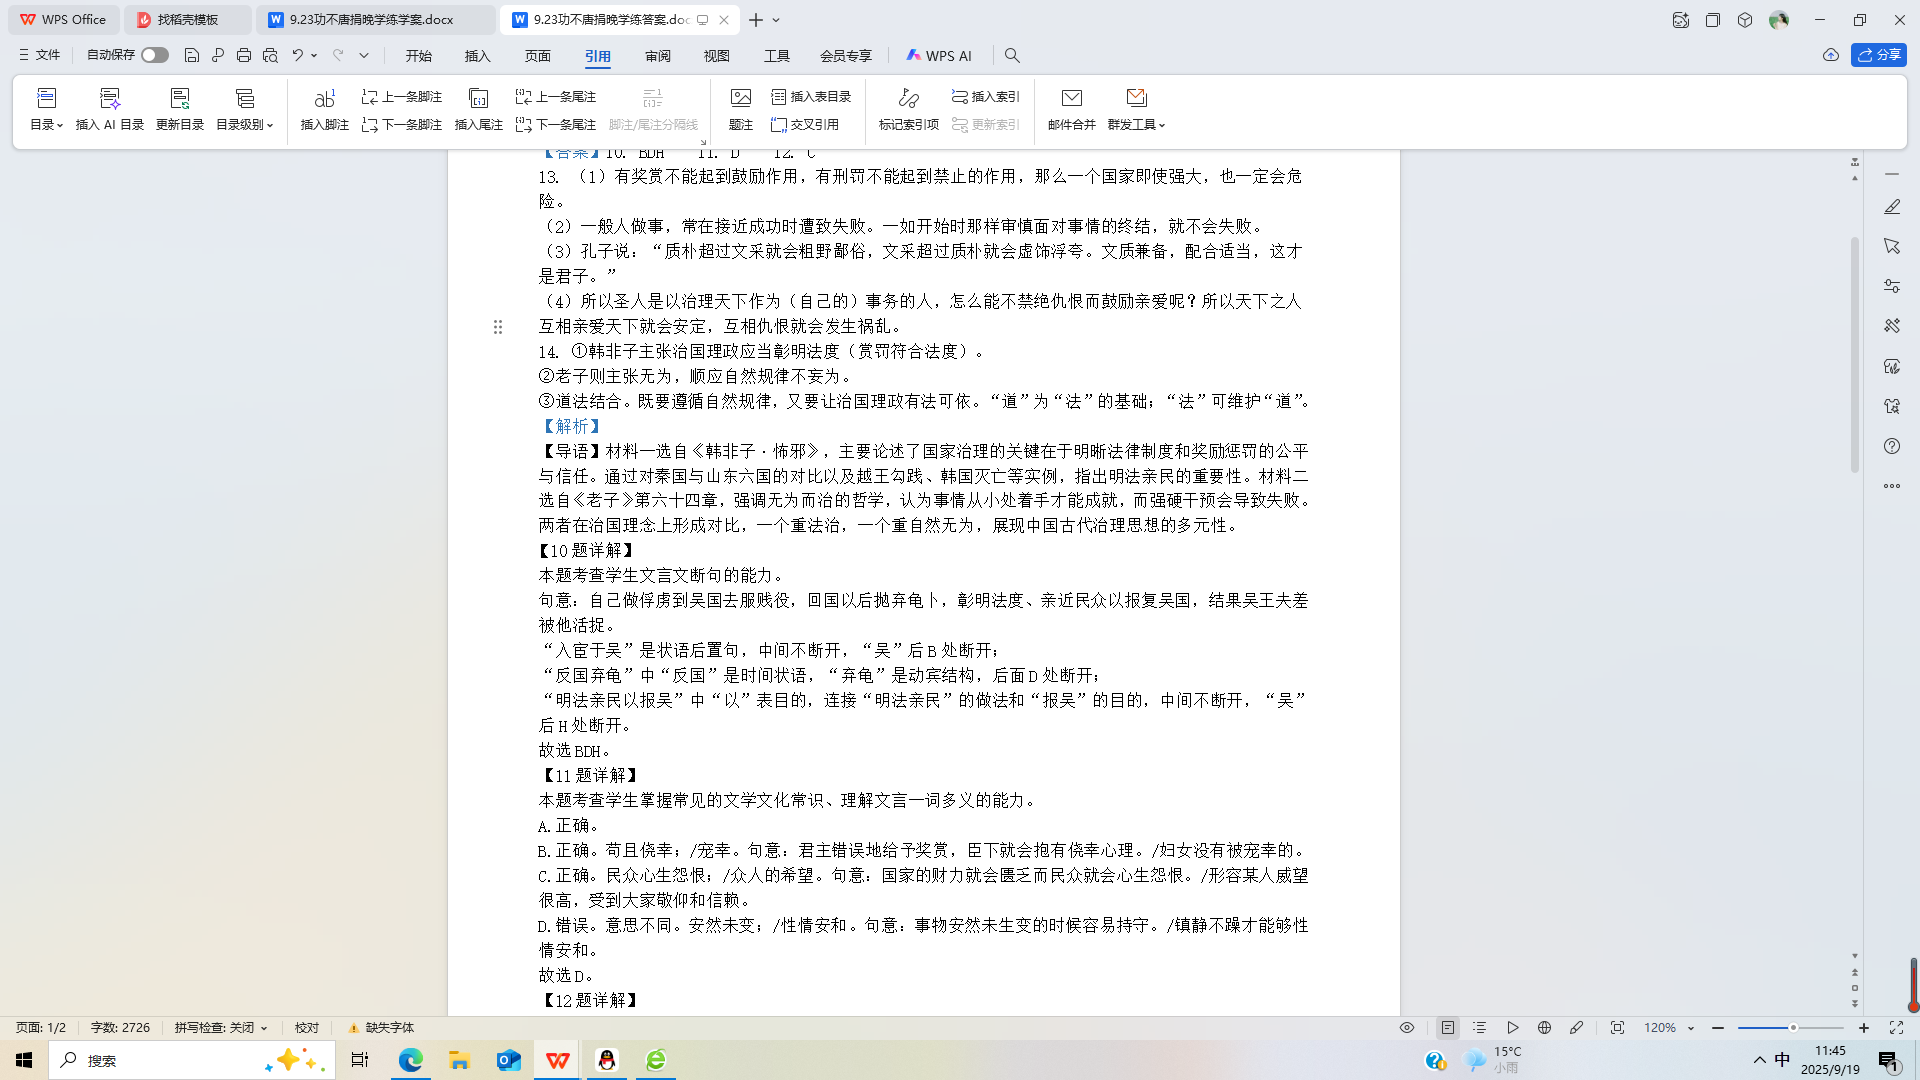 WPS Office
找稻壳模板
9.23功不唐捐晚学练学案.docx
9.23功不唐捐晚学练答案.doc
文件
自动保存
开始
插入
页面
引用
审阅
视图
工具
会员专享
WPS AI
分享
目录
插入 AI 目录
更新目录
目录级别
插入脚注
上一条脚注
下一条脚注
插入尾注
上一条尾注
下一条尾注
脚注/尾注分隔线
题注
插入表目录
交叉引用
标记索引项
插入索引
更新索引
邮件合并
群发工具
【答案】10. BDH 11. D 12. C
13. （1）有奖赏不能起到鼓励作用，有刑罚不能起到禁止的作用，那么一个国家即使强大，也一定会危
险。
（2）一般人做事，常在接近成功时遭致失败。一如开始时那样审慎面对事情的终结，就不会失败。
（3）孔子说：“质朴超过文采就会粗野鄙俗，文采超过质朴就会虚饰浮夸。文质兼备，配合适当，这才
是君子。”
（4）所以圣人是以治理天下作为（自己的）事务的人，怎么能不禁绝仇恨而鼓励亲爱呢？所以天下之人
互相亲爱天下就会安定，互相仇恨就会发生祸乱。
14. ①韩非子主张治国理政应当彰明法度（赏罚符合法度）。
②老子则主张无为，顺应自然规律不妄为。
③道法结合。既要遵循自然规律，又要让治国理政有法可依。“道”为“法”的基础；“法”可维护“道”。
【解析】
【导语】材料一选自《韩非子·饰邪》，主要论述了国家治理的关键在于明晰法律制度和奖励惩罚的公平
与信任。通过对秦国与山东六国的对比以及越王勾践、韩国灭亡等实例，指出明法亲民的重要性。材料二
选自《老子》第六十四章，强调无为而治的哲学，认为事情从小处着手才能成就，而强硬干预会导致失败。
两者在治国理念上形成对比，一个重法治，一个重自然无为，展现中国古代治理思想的多元性。
【10题详解】
本题考查学生文言文断句的能力。
句意：自己做俘虏到吴国去服贱役，回国以后抛弃龟卜，彰明法度、亲近民众以报复吴国，结果吴王夫差
被他活捉。
“入宦于吴”是状语后置句，中间不断开，“吴”后B处断开；
“反国弃龟”中“反国”是时间状语，“弃龟”是动宾结构，后面D处断开；
“明法亲民以报吴”中“以”表目的，连接“明法亲民”的做法和“报吴”的目的，中间不断开，“吴”
后H处断开。
故选BDH。
【11题详解】
本题考查学生掌握常见的文学文化常识、理解文言一词多义的能力。
A.正确。
B.正确。苟且侥幸；/宠幸。句意：君主错误地给予奖赏，臣下就会抱有侥幸心理。/妇女没有被宠幸的。
C.正确。民众心生怨恨；/众人的希望。句意：国家的财力就会匮乏而民众就会心生怨恨。/形容某人威望
很高，受到大家敬仰和信赖。
D.错误。意思不同。安然未变；/性情安和。句意：事物安然未生变的时候容易持守。/镇静不躁才能够性
情安和。
故选D。
【12题详解】
页面: 1/2
字数: 2726
拼写检查: 关闭
校对
缺失字体
120%
搜索
15°C
小雨
中
11:45
2025/9/19
1